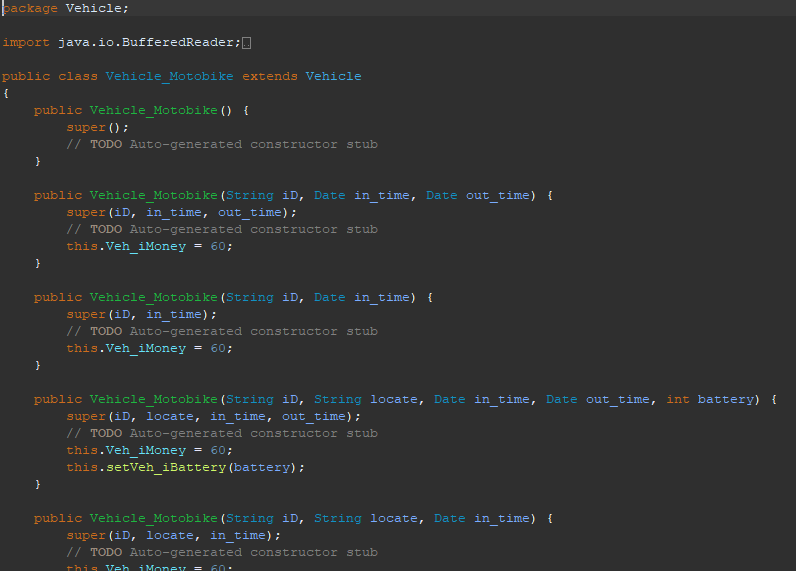 package Vehicle;
import java.io.BufferedReader;
public class Vehicle_Motobike extends Vehicle
{
public Vehicle_Motobike() {
super();
// TODO Auto-generated constructor stub
}
public Vehicle_Motobike(String iD, Date in_time, Date out_time) {
super(iD, in_time, out_time);
// TODO Auto-generated constructor stub
this.Veh_iMoney = 60;
}
public Vehicle_Motobike(String iD, Date in_time) {
super(iD, in_time);
// TODO Auto-generated constructor stub
this.Veh_iMoney = 60;
}
public Vehicle_Motobike(String iD, String locate, Date in_time, Date out_time, int battery) {
super(iD, locate, in_time, out_time);
// TODO Auto-generated constructor stub
this.Veh_iMoney = 60;
this.setVeh_iBattery(battery);
}
public Vehicle_Motobike(String iD, String locate, Date in_time) {
super(iD, locate, in_time);
// TODO Auto-generated constructor stub
this.Veh_iMoney = 60;